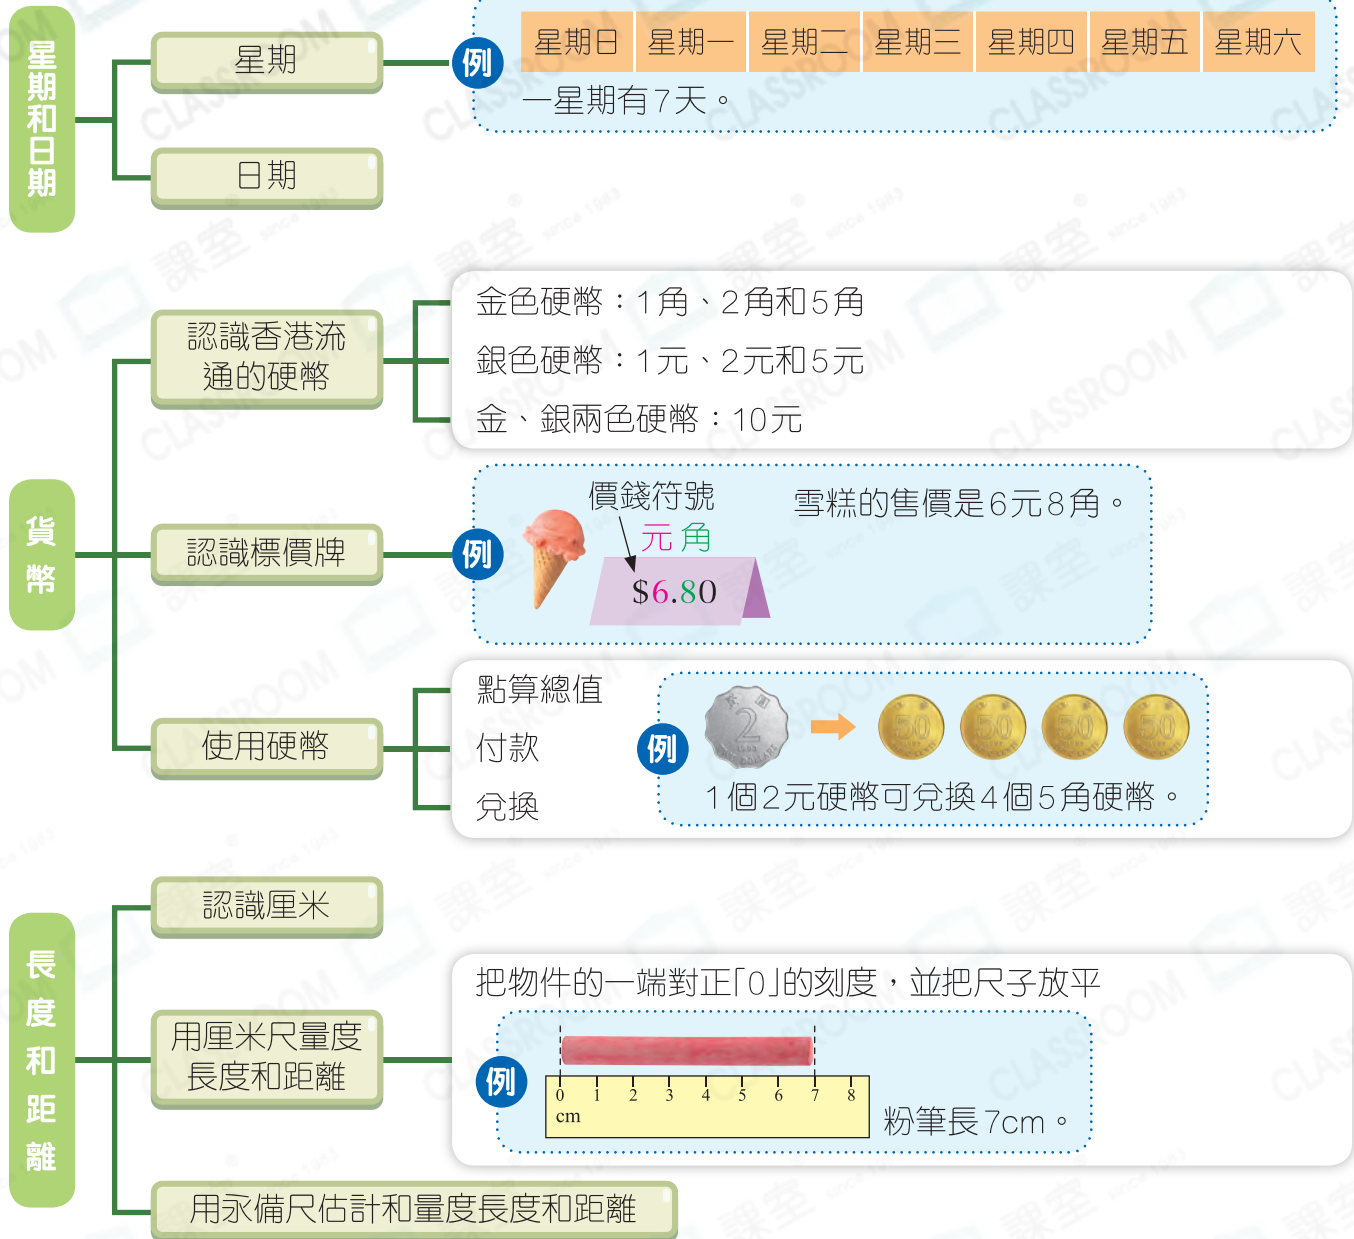 星期和日期
星期
例
星期日 星期一 星期二 星期三 星期四 星期五 星期六
一星期有7天。
日期
貨幣
認識香港流
通的硬幣
金色硬幣：1角、2角和5角
銀色硬幣：1元、2元和5元
金、銀兩色硬幣：10元
認識標價牌
例
價錢符號
元 角
$6.80
雪糕的售價是6元8角。
使用硬幣
點算總值
付款
兌換
例
2
50 50 50 50
1個2元硬幣可兌換4個5角硬幣。
長度和距離
認識厘米
用厘米尺量度
長度和距離
把物件的一端對正「0」的刻度，並把尺子放平
例
0 1 2 3 4 5 6 7 8
cm
粉筆長7cm。
用永備尺估計和量度長度和距離
課室 CLASSROOM
since 1983